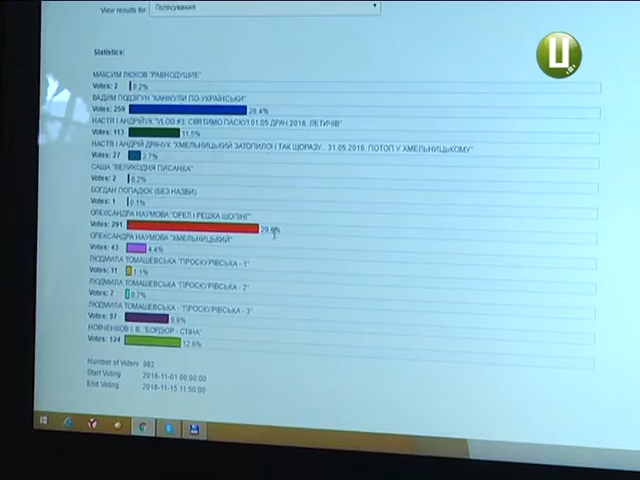 View results for
Голосування
Statistics:
МАКСИМ ЛЮКОВ "РАВНОДУШИЕ"
Votes: 2 0.2%
ВАДИМ ПОДЗІГУН "КАНІКУЛИ ПО-УКРАЇНСЬКИ"
Votes: 259 26.4%
НАСТЯ І АНДРІЙ ДРАЧУК "VLOG #3. СВЯТИМО ПАСКУ! 01.05 ДРАЧ 2016. ЛЕТИЧІВ"
Votes: 113 11.5%
НАСТЯ І АНДРІЙ ДРАЧУК "ХМЕЛЬНИЦЬКИЙ ЗАТОПИЛО! І ТАК ЩОРАЗУ... 31.05.2016. ПОТОП У ХМЕЛЬНИЦЬКОМУ"
Votes: 27 2.7%
САША "ВЕЛИКОДНЯ ПИСАНКА"
Votes: 2 0.2%
БОГДАН ПОПАДЮК (БЕЗ НАЗВИ)
Votes: 1 0.1%
ОЛЕКСАНДРА НАУМОВА "ОРЕЛ І РЕШКА ШОПІНГ"
Votes: 291 29.6%
ОЛЕКСАНДРА НАУМОВА "ХМЕЛЬНИЦЬКИЙ"
Votes: 43 4.4%
ЛЮДМИЛА ТОМАШЕВСЬКА "ПРОСКУРІВСЬКА - 1"
Votes: 11 1.1%
ЛЮДМИЛА ТОМАШЕВСЬКА "ПРОСКУРІВСЬКА - 2"
Votes: 7 0.7%
ЛЮДМИЛА ТОМАШЕВСЬКА - "ПРОСКУРІВСЬКА - 3"
Votes: 97 9.9%
НОВЧЕНКОВ І. В. "БОРДЮР - СТІНА"
Votes: 124 12.6%
Number of Voters 982
Start Voting 2016-11-01 00:00:00
End Voting 2016-11-15 11:50:00
Ц